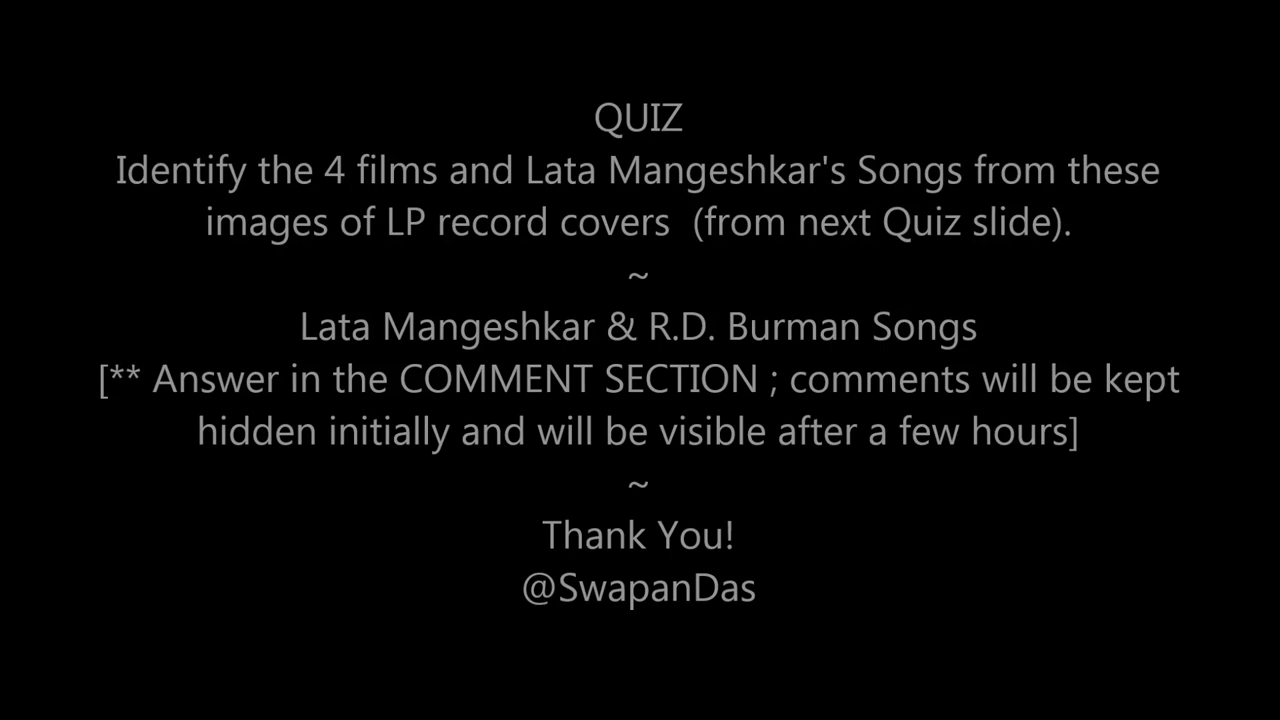 QUIZ
Identify the 4 films and Lata Mangeshkar's Songs from these
images of LP record covers  (from next Quiz slide).
~
Lata Mangeshkar & R.D. Burman Songs
[** Answer in the COMMENT SECTION ; comments will be kept
hidden initially and will be visible after a few hours]
~
Thank You!
@SwapanDas